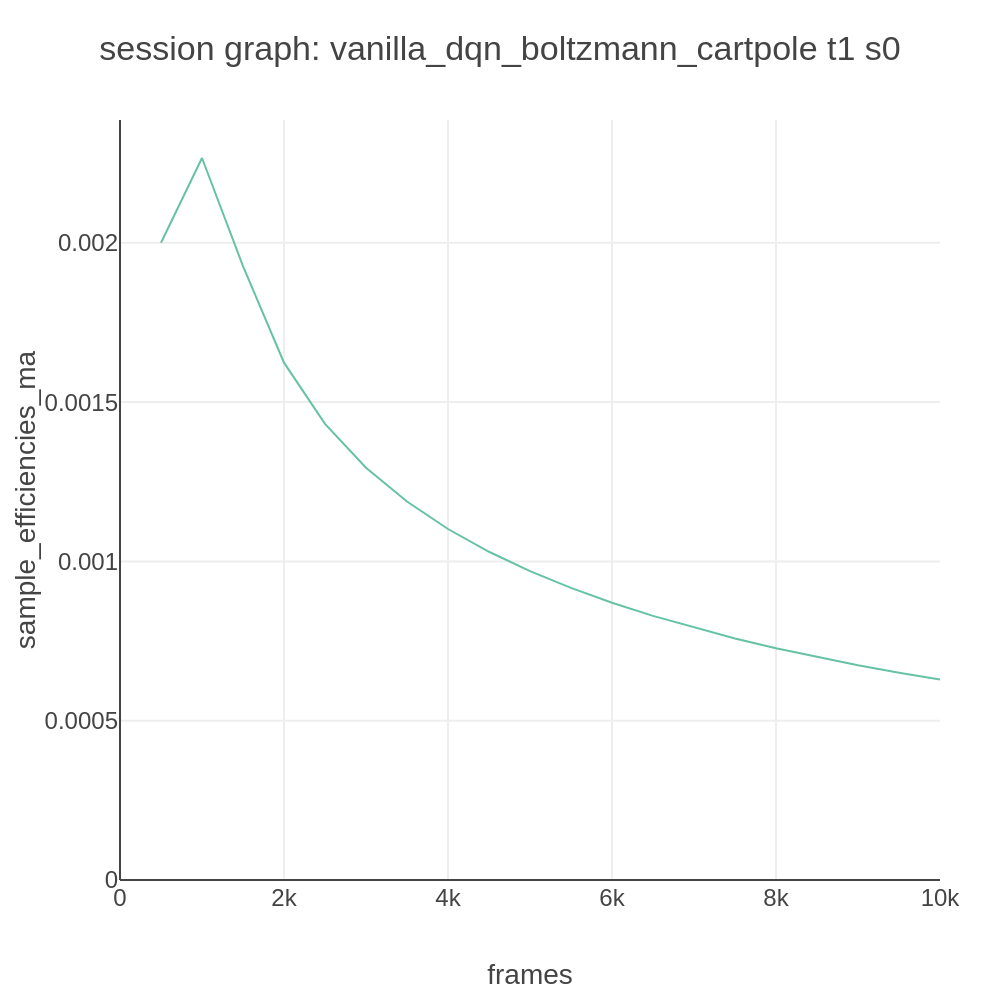 session graph: vanilla_dqn_boltzmann_cartpole t1 s0
sample_efficiencies_ma
0.002
0.0015
0.001
0.0005
0
0
2k
4k
6k
8k
10k
frames